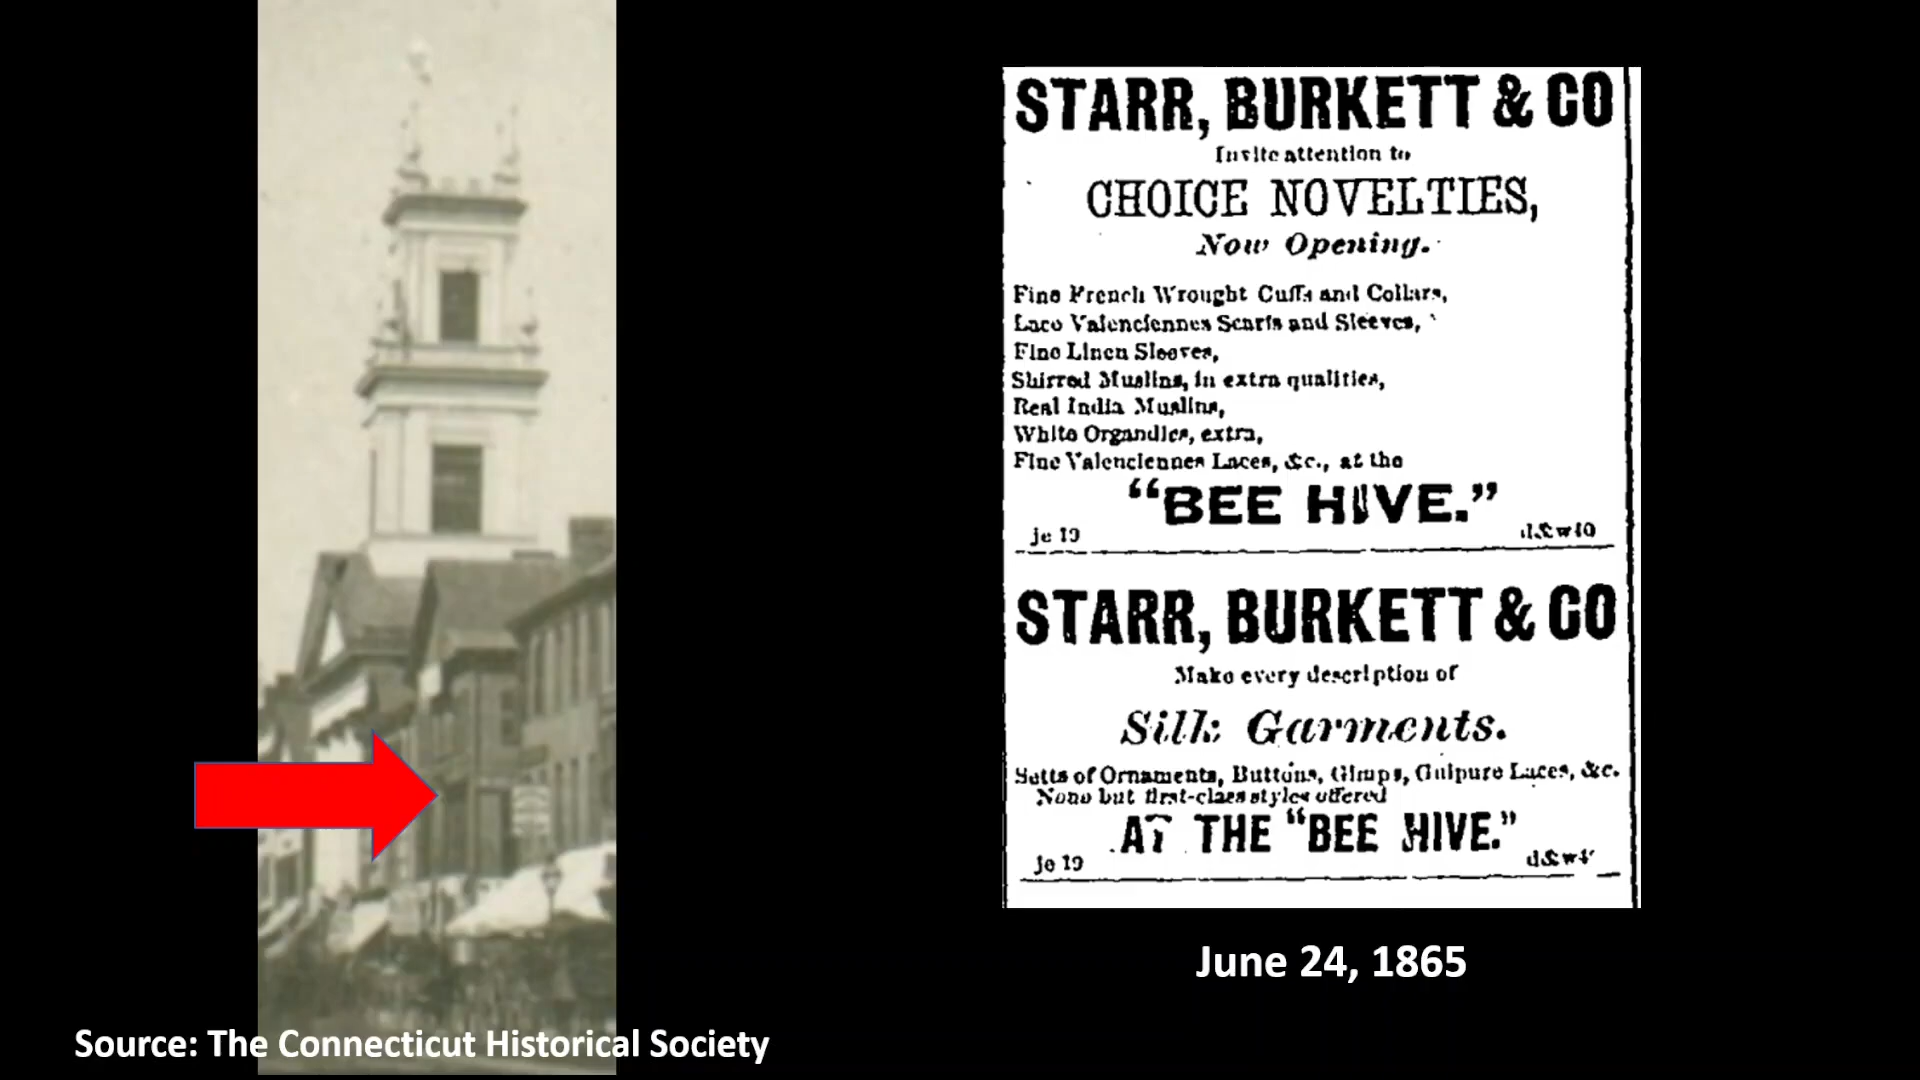 STARR, BURKETT & CO
Invite attention to
CHOICE NOVELTIES,
Now Opening.
Fine French Wrought Cuffs and Collars,
Lace Valenciennes Scarfs and Sleeves,
Fine Linen Sleeves,
Shirred Muslins, in extra qualities,
Real India Muslins,
White Organdies, extra,
Fine Valenciennes Laces, &c., at the
"BEE HIVE."
je 19 d&w40
STARR, BURKETT & CO
Make every description of
Silk Garments.
Setts of Ornaments, Buttons, Gimps, Guipure Laces, &c.
None but first-class styles offered
AT THE "BEE HIVE."
je 19
June 24, 1865
Source: The Connecticut Historical Society